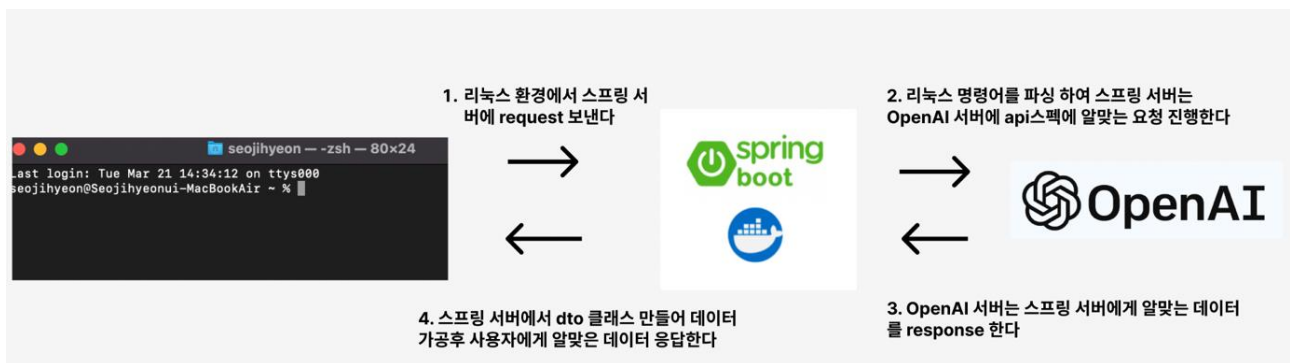 1. 리눅스 환경에서 스프링 서
버에 request 보낸다
2. 리눅스 명령어를 파싱 하여 스프링 서버는
OpenAI 서버에 api스펙에 알맞는 요청 진행한다
seojihyeon — -zsh — 80×24
Last login: Tue Mar 21 14:34:12 on ttys000
seojihyeon@Seojihyeonui-MacBookAir ~ %
spring
boot
OpenAI
4. 스프링 서버에서 dto 클래스 만들어 데이터
가공후 사용자에게 알맞은 데이터 응답한다
3. OpenAI 서버는 스프링 서버에게 알맞는 데이터
를 response 한다